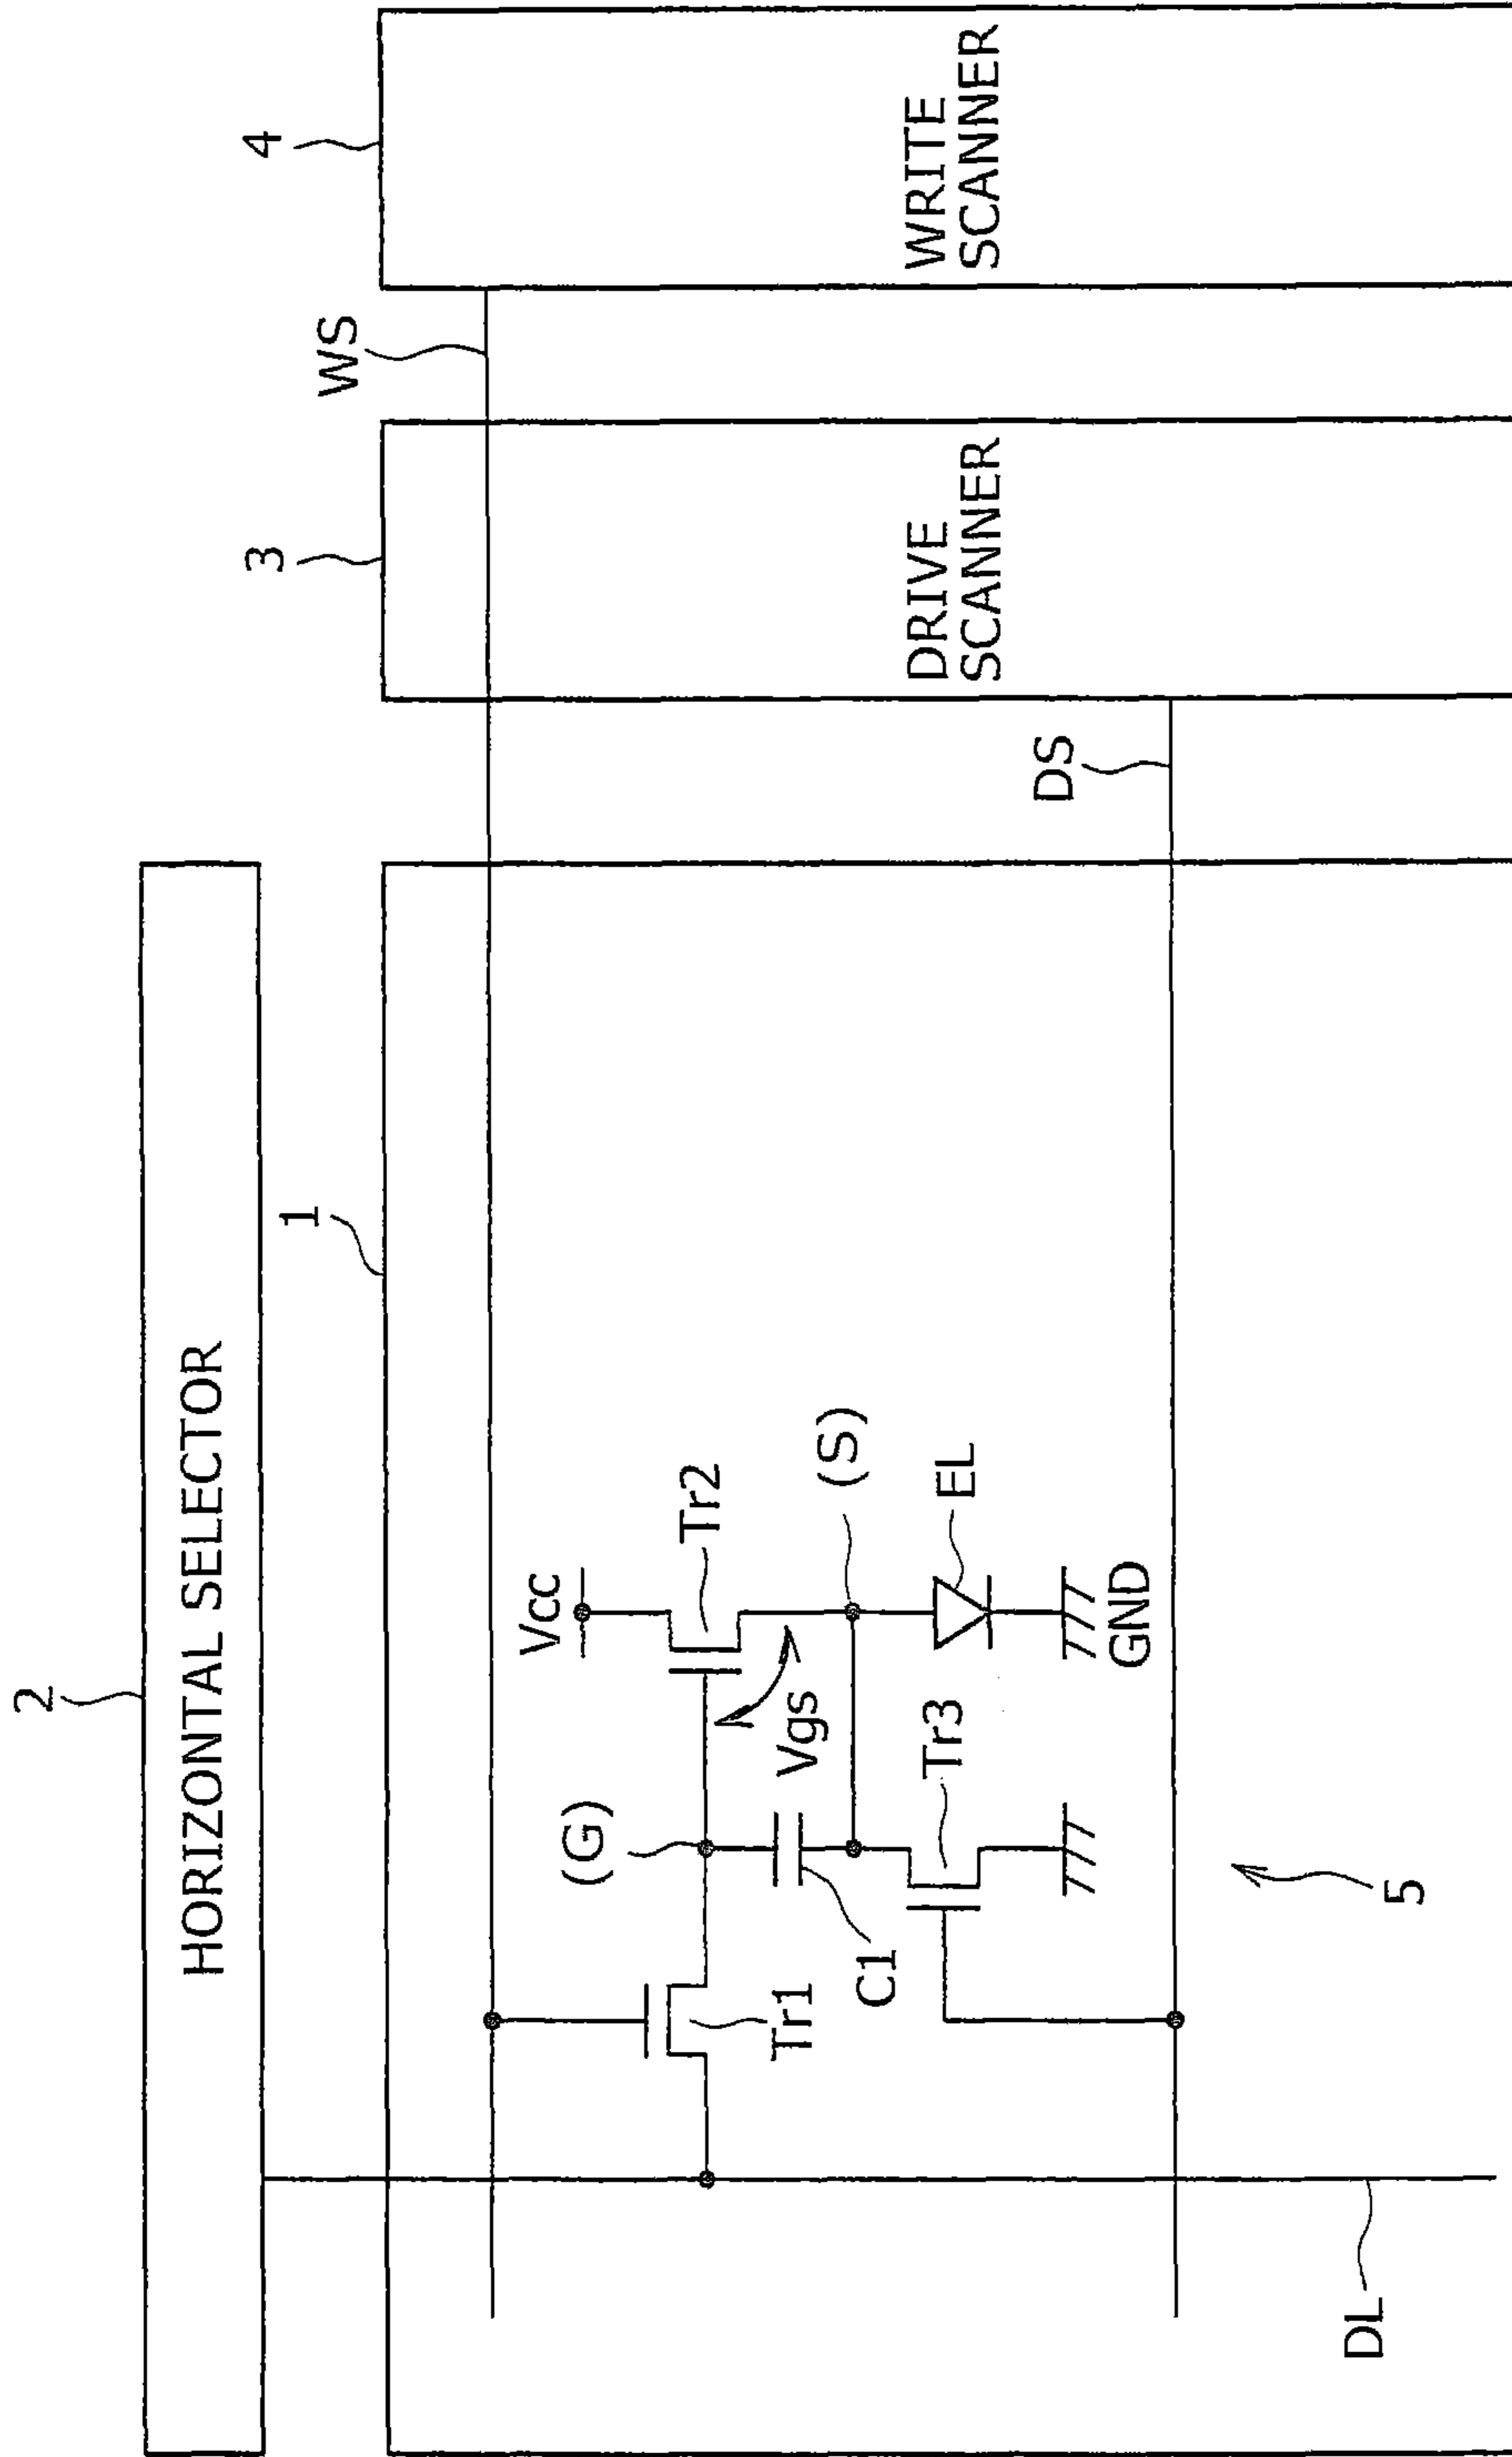 2
HORIZONTAL SELECTOR
1
3
4
WS
Vcc
Tr2
(G)
Vgs
(S)
Tr1
C1
Tr3
EL
GND
DS
DRIVE
SCANNER
WRITE
SCANNER
5
DL